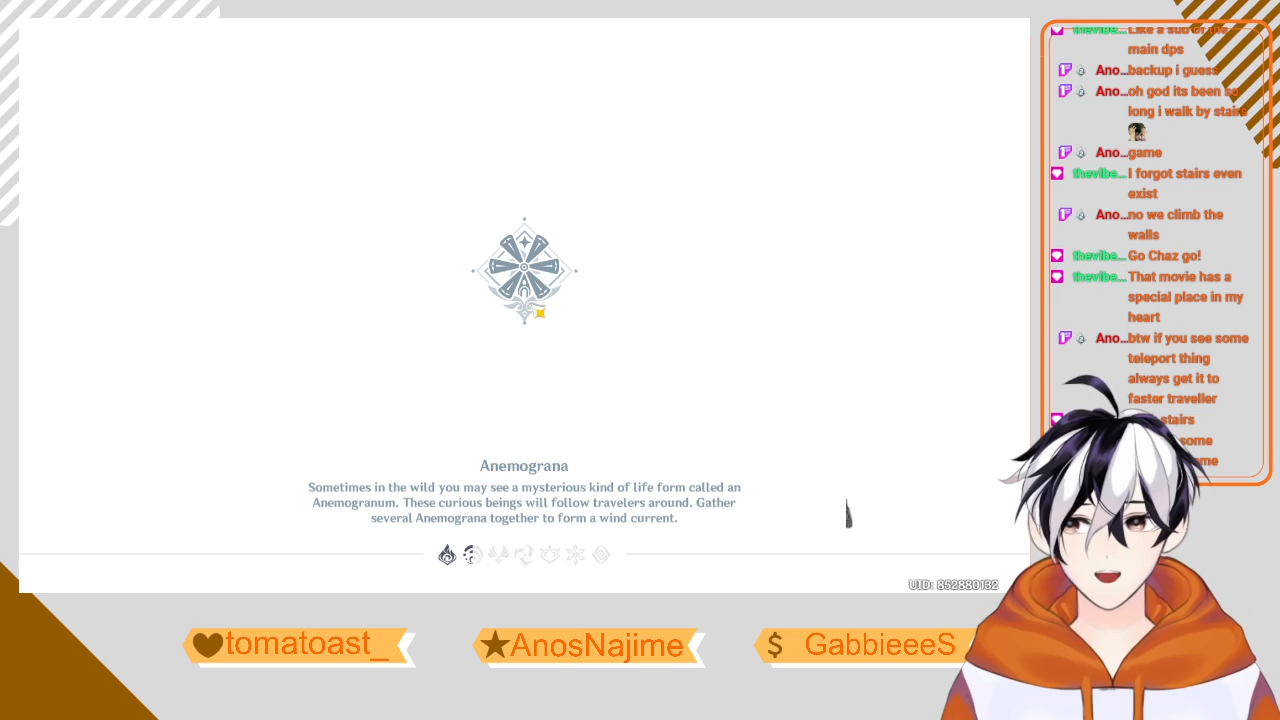 Anemograna
Sometimes in the wild you may see a mysterious kind of life form called an
Anemogranum. These curious beings will follow travelers around. Gather
several Anemograna together to form a wind current.
UID: 852880132
thevibe... Like a sub of the
main dps
Ano... backup i guess
Ano... oh god its been so
long i walk by stairs
Ano... game
thevibe... I forgot stairs even
exist
Ano... no we climb the
walls
thevibe... Go Chaz go!
thevibe... That movie has a
special place in my
heart
Ano... btw if you see some
teleport thing
always get it to
faster traveller
stairs
some
tomatoast_
AnosNajime
$ GabbieeeS